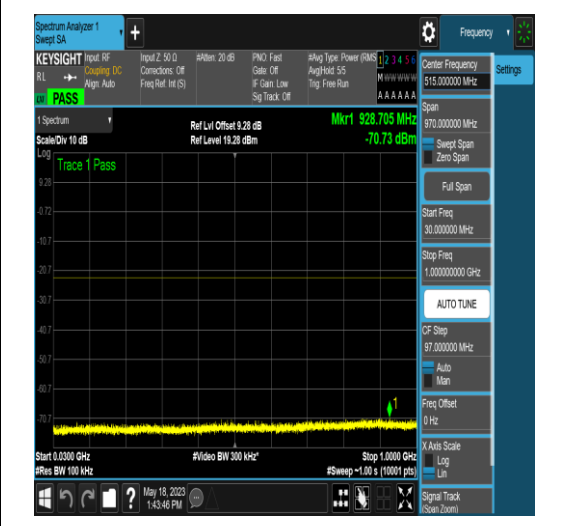 Spectrum Analyzer 1
Swept SA
+
Frequency
KEYSIGHT
RL
Input: RF
Coupling: DC
Align: Auto
Input Z: 50 Ω
Corrections: Off
Freq Ref: Int (S)
#Atten: 20 dB
PNO: Fast
Gate: Off
IF Gain: Low
Sig Track: Off
#Avg Type: Power (RMS
Avg|Hold: 5/5
Trig: Free Run
1 2 3 4 5 6
M W W W W W
A A A A A A
PASS
1 Spectrum
Scale/Div 10 dB
Ref Lvl Offset 9.28 dB
Ref Level 19.28 dBm
Mkr1 928.705 MHz
-70.73 dBm
Log
Trace 1 Pass
9.28
-0.72
-10.7
-20.7
-30.7
-40.7
-50.7
-60.7
-70.7
1
Start 0.0300 GHz
#Res BW 100 kHz
#Video BW 300 kHz*
Stop 1.0000 GHz
#Sweep ~1.00 s (10001 pts)
?
May 18, 2023
1:43:46 PM
Settings
Center Frequency
515.000000 MHz
Span
970.000000 MHz
Swept Span
Zero Span
Full Span
Start Freq
30.000000 MHz
Stop Freq
1.000000000 GHz
AUTO TUNE
CF Step
97.000000 MHz
Auto
Man
Freq Offset
0 Hz
X Axis Scale
Log
Lin
Signal Track
(Span Zoom)